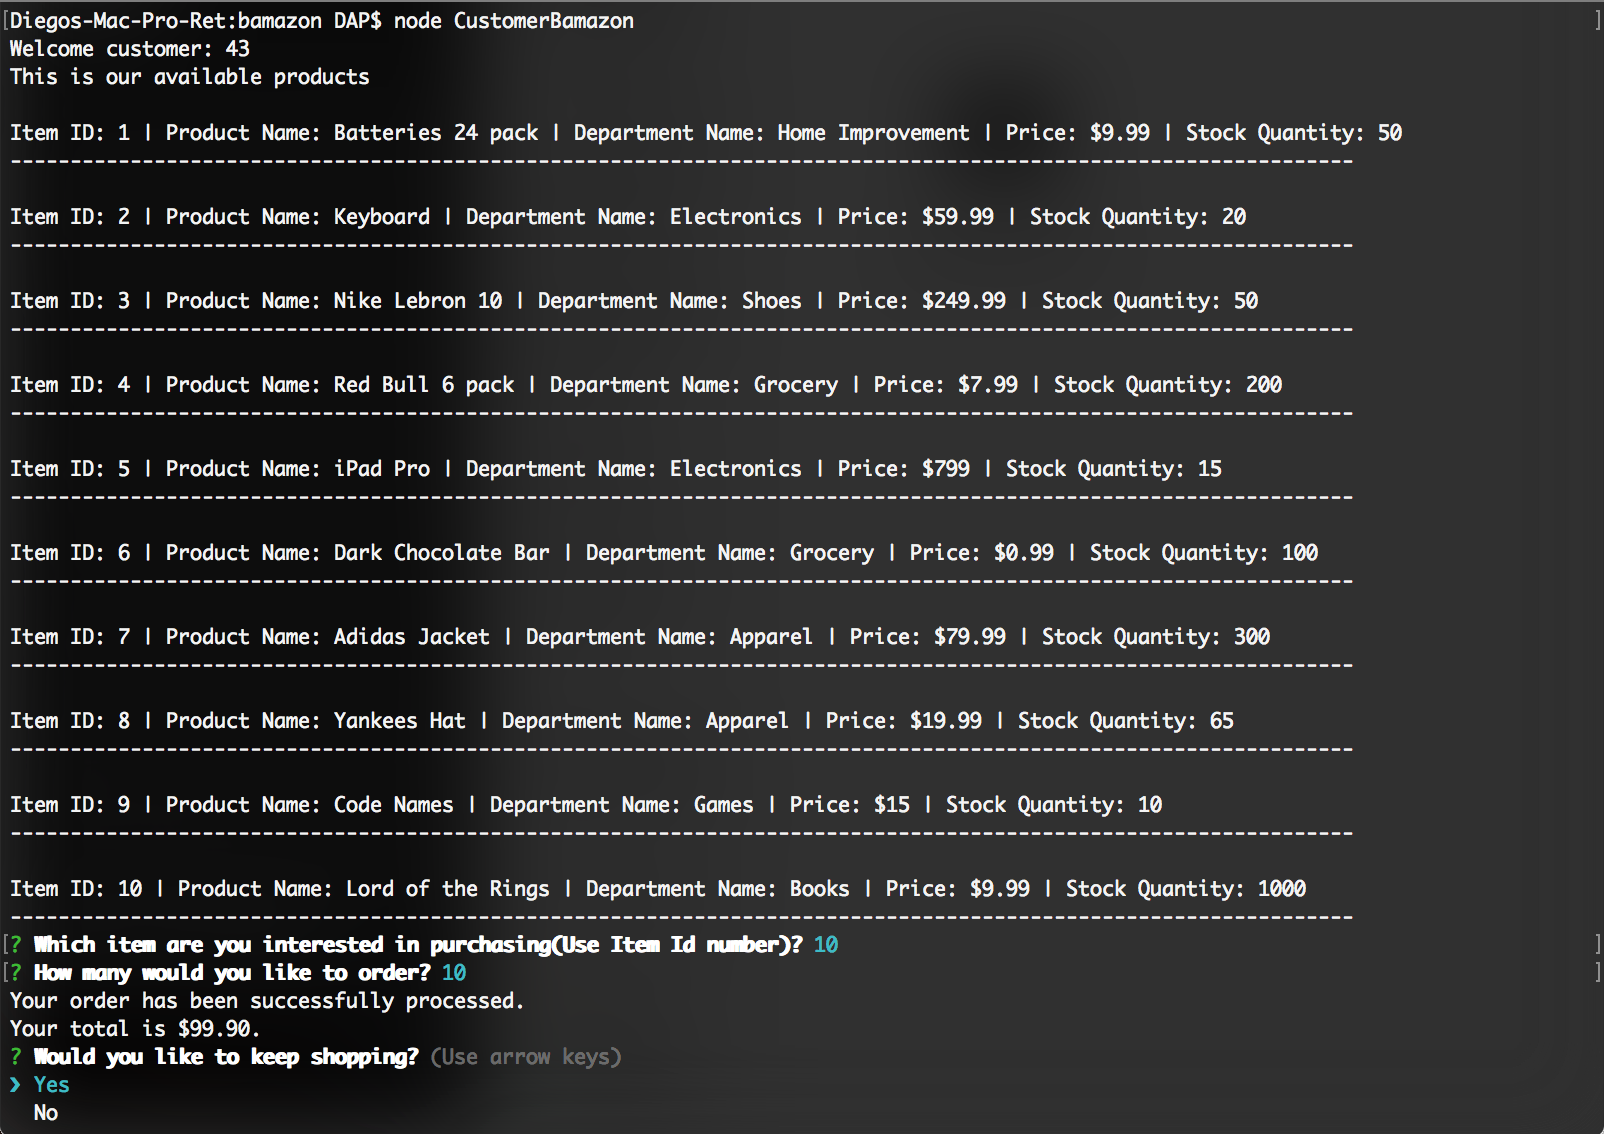 [Diegos-Mac-Pro-Ret:bamazon DAP$ node CustomerBamazon ]
Welcome customer: 43
This is our available products
Item ID: 1 | Product Name: Batteries 24 pack | Department Name: Home Improvement | Price: $9.99 | Stock Quantity: 50
----------------------------------------------------------------------------------------------------------------
Item ID: 2 | Product Name: Keyboard | Department Name: Electronics | Price: $59.99 | Stock Quantity: 20
----------------------------------------------------------------------------------------------------------------
Item ID: 3 | Product Name: Nike Lebron 10 | Department Name: Shoes | Price: $249.99 | Stock Quantity: 50
----------------------------------------------------------------------------------------------------------------
Item ID: 4 | Product Name: Red Bull 6 pack | Department Name: Grocery | Price: $7.99 | Stock Quantity: 200
----------------------------------------------------------------------------------------------------------------
Item ID: 5 | Product Name: iPad Pro | Department Name: Electronics | Price: $799 | Stock Quantity: 15
----------------------------------------------------------------------------------------------------------------
Item ID: 6 | Product Name: Dark Chocolate Bar | Department Name: Grocery | Price: $0.99 | Stock Quantity: 100
----------------------------------------------------------------------------------------------------------------
Item ID: 7 | Product Name: Adidas Jacket | Department Name: Apparel | Price: $79.99 | Stock Quantity: 300
----------------------------------------------------------------------------------------------------------------
Item ID: 8 | Product Name: Yankees Hat | Department Name: Apparel | Price: $19.99 | Stock Quantity: 65
----------------------------------------------------------------------------------------------------------------
Item ID: 9 | Product Name: Code Names | Department Name: Games | Price: $15 | Stock Quantity: 10
----------------------------------------------------------------------------------------------------------------
Item ID: 10 | Product Name: Lord of the Rings | Department Name: Books | Price: $9.99 | Stock Quantity: 1000
----------------------------------------------------------------------------------------------------------------
[? Which item are you interested in purchasing(Use Item Id number)? 10 ]
[? How many would you like to order? 10 ]
Your order has been successfully processed.
Your total is $99.90.
? Would you like to keep shopping? (Use arrow keys)
❯ Yes
No